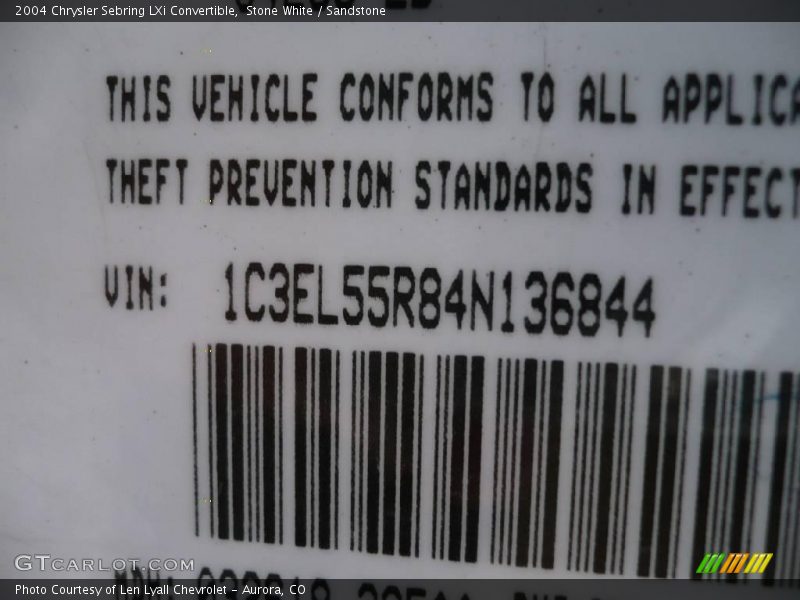 2004 Chrysler Sebring LXi Convertible, Stone White / Sandstone
THIS VEHICLE CONFORMS TO ALL APPLICA
THEFT PREVENTION STANDARDS IN EFFECT
VIN: 1C3EL55R84N136844
GTCARLOT.COM
MDH:
Photo Courtesy of Len Lyall Chevrolet - Aurora, CO